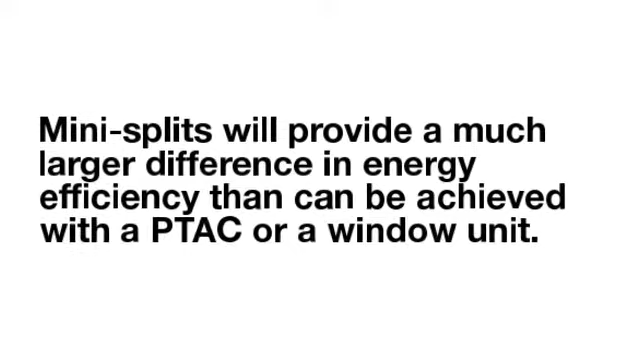 Mini-splits will provide a much
larger difference in energy
efficiency than can be achieved
with a PTAC or a window unit.